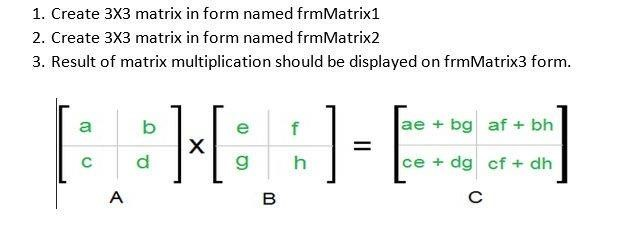 1. Create 3X3 matrix in form named frmMatrix1
2. Create 3X3 matrix in form named frmMatrix2
3. Result of matrix multiplication should be displayed on frmMatrix3 form.
a b e f ae + bg af + bh
x =
c d g h ce + dg cf + dh
A B C